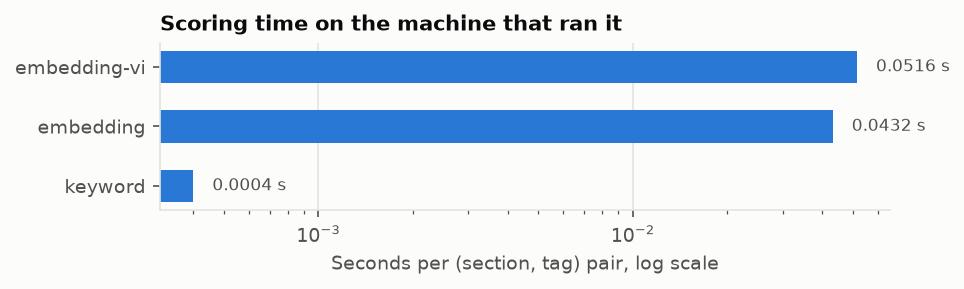 Scoring time on the machine that ran it
embedding-vi 0.0516 s
embedding 0.0432 s
keyword 0.0004 s
10⁻³ 10⁻²
Seconds per (section, tag) pair, log scale